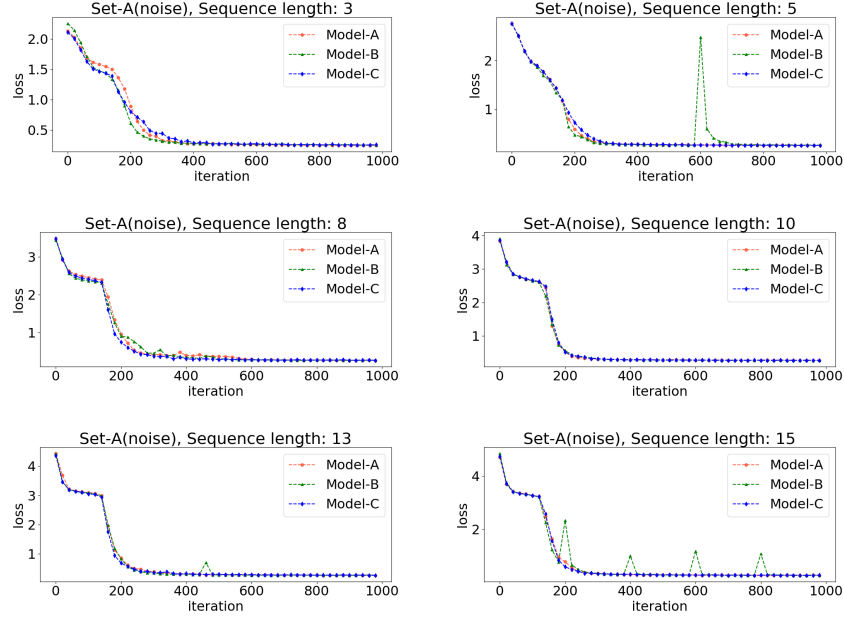 Set-A(noise), Sequence length: 3
loss
2.0
1.5
1.0
0.5
Model-A
Model-B
Model-C
0 200 400 600 800 1000
iteration
Set-A(noise), Sequence length: 5
loss
2
1
Model-A
Model-B
Model-C
0 200 400 600 800 1000
iteration
Set-A(noise), Sequence length: 8
loss
3
2
1
Model-A
Model-B
Model-C
0 200 400 600 800 1000
iteration
Set-A(noise), Sequence length: 10
loss
4
3
2
1
Model-A
Model-B
Model-C
0 200 400 600 800 1000
iteration
Set-A(noise), Sequence length: 13
loss
4
3
2
1
Model-A
Model-B
Model-C
0 200 400 600 800 1000
iteration
Set-A(noise), Sequence length: 15
loss
4
2
Model-A
Model-B
Model-C
0 200 400 600 800 1000
iteration